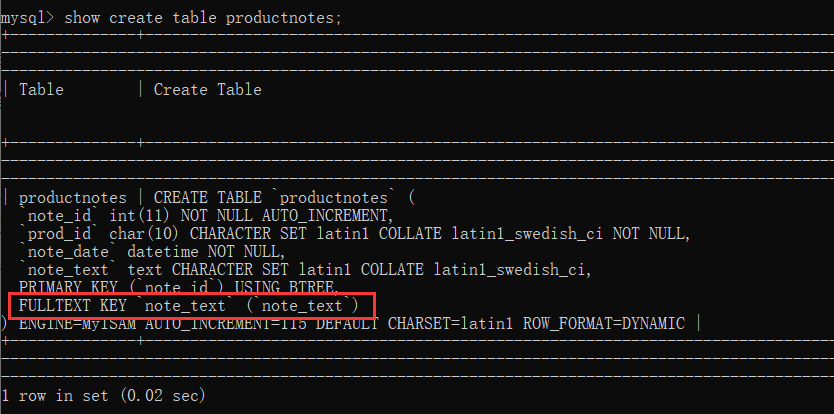 mysql> show create table productnotes;
+--------------+----------------------------------------------------------------------------
---------------------------------------------------------------------------------------------
---------------------------------------------------------------------------------------------
| Table        | Create Table
+--------------+----------------------------------------------------------------------------
---------------------------------------------------------------------------------------------
---------------------------------------------------------------------------------------------
| productnotes | CREATE TABLE `productnotes` (
  `note_id` int(11) NOT NULL AUTO_INCREMENT,
  `prod_id` char(10) CHARACTER SET latin1 COLLATE latin1_swedish_ci NOT NULL,
  `note_date` datetime NOT NULL,
  `note_text` text CHARACTER SET latin1 COLLATE latin1_swedish_ci,
  PRIMARY KEY (`note_id`) USING BTREE,
  FULLTEXT KEY `note_text` (`note_text`)
) ENGINE=MyISAM AUTO_INCREMENT=115 DEFAULT CHARSET=latin1 ROW_FORMAT=DYNAMIC |
+--------------+----------------------------------------------------------------------------
---------------------------------------------------------------------------------------------
---------------------------------------------------------------------------------------------
1 row in set (0.02 sec)